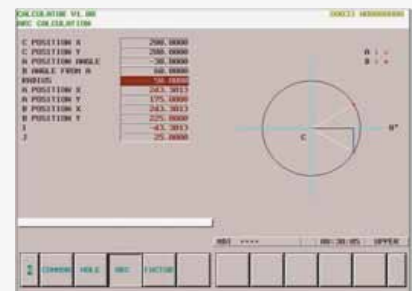 CALCULATOR V1.00
ARC CALCULATION
C POSITION X 200.0000
C POSITION Y 200.0000
A POSITION ANGLE -30.0000
B ANGLE FROM A 60.0000
RADIUS 50.0000
A POSITION X 243.3013
A POSITION Y 175.0000
B POSITION X 243.3013
B POSITION Y 225.0000
I -43.3013
J 25.0000
A :
B :
0°
C
MDI ****
00:30:05 UPPER
COMMON HOLE ARC FACTOR